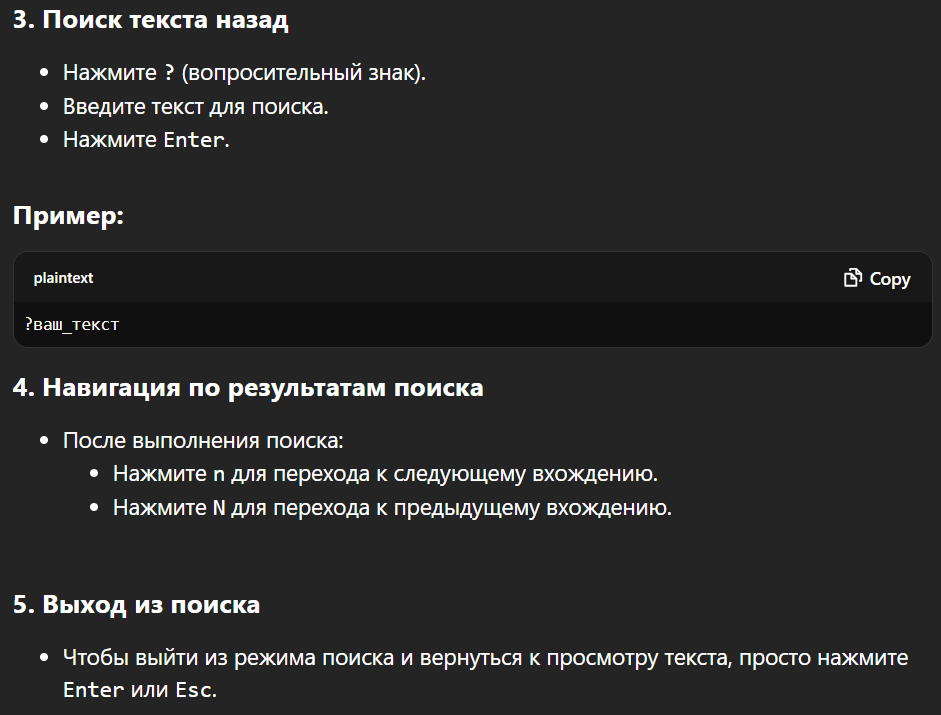 3. Поиск текста назад
• Нажмите ? (вопросительный знак).
• Введите текст для поиска.
• Нажмите Enter.
Пример:
plaintext
Copy
?ваш_текст
4. Навигация по результатам поиска
• После выполнения поиска:
• Нажмите n для перехода к следующему вхождению.
• Нажмите N для перехода к предыдущему вхождению.
5. Выход из поиска
• Чтобы выйти из режима поиска и вернуться к просмотру текста, просто нажмите
Enter или Esc.